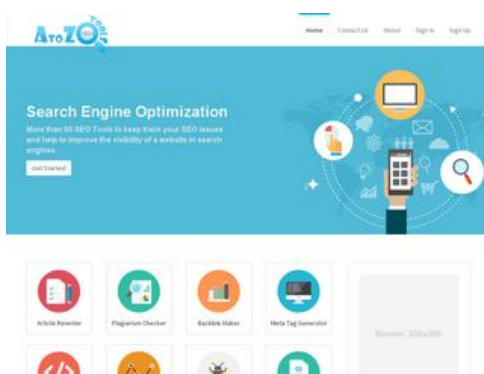 AtoZ SEO Tools
Home Contact Us About Sign In Sign Up
Search Engine Optimization
More than 50 SEO Tools to keep track your SEO issues
and help to improve the visibility of a website in search
engines.
Get Started
Article Rewriter Plagiarism Checker Backlink Maker Meta Tag Generator
Banner 250x300